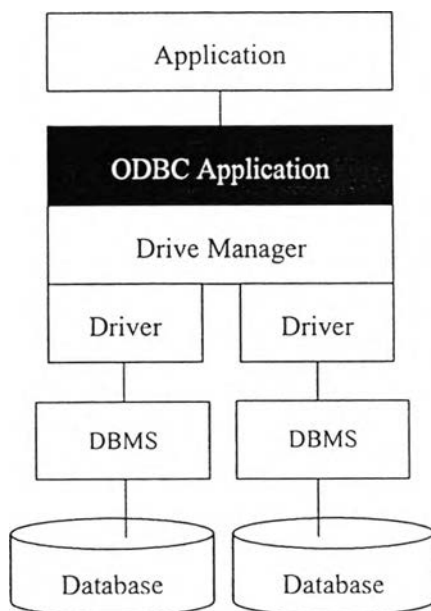 Application
ODBC Application
Drive Manager
Driver
Driver
DBMS
DBMS
Database
Database